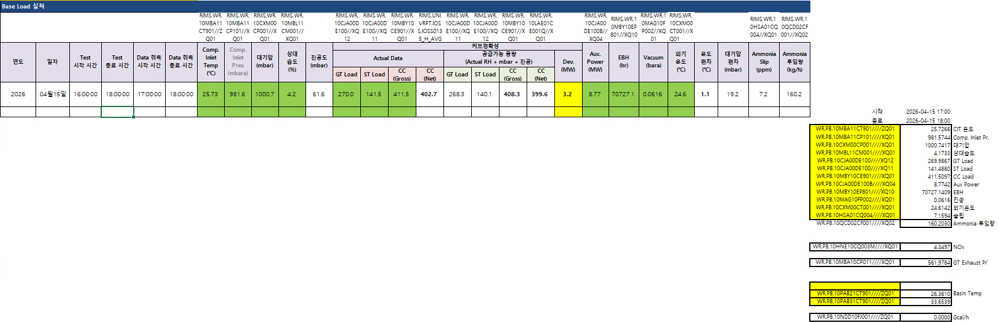 Base Load 실적
RIMS.WR.10MBA11CT901//ZQ01 RIMS.WR.10MBA11CP101//XQ01 RIMS.WR.10CXM00CP001//XQ01 RIMS.WR.10MBL11CM001//XQ01 RIMS.WR.10CJA00DE100//XQ12 RIMS.WR.10CJA00DE100//XQ11 RIMS.WR.10MBY10CE901//XQ01 RIMS.UNIVRPT.IOSS.IOSS0135_H_AVG RIMS.WR.10CJA00DE100//XQ11 RIMS.WR.10CJA00DE100//XQ12 RIMS.WR.10MBY10CE901//XQ01 RIMS.WR.10LAE01CE001Q//XQ01 RIMS.WR.10CJA00DE100B//XQ04 RIMS.WR.10MBY10EP801//XQ10 RIMS.WR.10MAG10FP002//XQ01 RIMS.WR.10CXM00CT001//XQ01 RIMS.WR.10HSA01CQ004//XQ01 RIMS.WR.10QCD02CF001//XQ02
연도 일자 Test 시작 시간 Test 종료 시간 Data 취득 시작 시간 Data 취득 종료 시간 Comp. Inlet Temp (℃) Comp. Inlet Pres. (mbara) 대기압 (mbar) 상대 습도 (%) 진공도 (mbar) 커브정확성 Aux. Power (MW) EBH (hr) Vacuum (bara) 외기 온도 (℃) 온도 편차 (℃) 대기압 편차 (mbar) Ammonia Slip (ppm) Ammonia 투입량 (kg/h)
Actual Data 공급가능 용량 (Actual RH + mbar + 진공) Dev. (MW)
GT Load ST Load CC (Gross) CC (Net) GT Load ST Load CC (Gross) CC (Net)
2026 04월15일 16:00:00 18:00:00 17:00:00 18:00:00 25.73 981.6 1000.7 4.2 61.6 270.0 141.5 411.5 402.7 268.3 140.1 408.3 399.6 3.2 8.77 70727.1 0.0616 24.6 1.1 19.2 7.2 160.2
시작 2026-04-15 17:00
종료 2026-04-15 18:00
WR.PB.10MBA11CT901////ZQ01 25.7266 CIT 온도
WR.PB.10MBA11CP101////XQ01 981.5744 Comp. Inlet Pr.
WR.PB.10CXM00CP001////XQ01 1000.7417 대기압
WR.PB.10MBL11CM001////XQ01 4.1733 상대습도
WR.PB.10CJA00DE100////XQ12 269.9867 GT Load
WR.PB.10CJA00DE100////XQ11 141.4880 ST Load
WR.PB.10MBY10CE901////XQ01 411.5097 CC Load
WR.PB.10CJA00DE100B////XQ04 8.7742 Aux Power
WR.PB.10MBY10EP801////XQ10 70727.1409 EBH
WR.PB.10MAG10FP002////XQ01 0.0616 진공
WR.PB.10CXM00CT001////XQ01 24.6142 외기온도
WR.PB.10HSA01CQ004////XQ01 7.1594 슬립
WR.PB.10QCD02CF001////XQ02 160.2030 Ammonia 투입량
WR.PB.10HNE10CQ003M////XQ01 4.3497 NOx
WR.PB.10MBA10CP011////XQ01 561.9784 GT Exhaust Pr`
WR.PB.10PAB21CT901////ZQ01 26.3610 Basin Temp
WR.PB.10PAB31CT901////ZQ01 33.6539
WR.PB.10NDD10FJ001////ZQ01 0.0000 Gcal/h